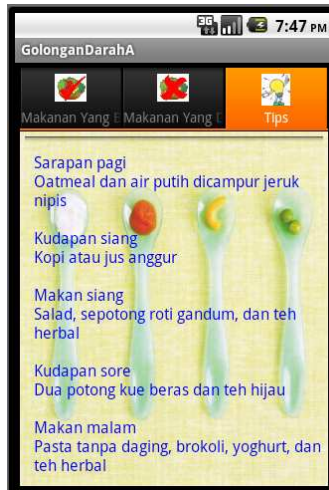 3G 7:47 PM
GolonganDarahA
Makanan Yang Makanan Yang Tips
Sarapan pagi
Oatmeal dan air putih dicampur jeruk
nipis
Kudapan siang
Kopi atau jus anggur
Makan siang
Salad, sepotong roti gandum, dan teh
herbal
Kudapan sore
Dua potong kue beras dan teh hijau
Makan malam
Pasta tanpa daging, brokoli, yoghurt, dan
teh herbal